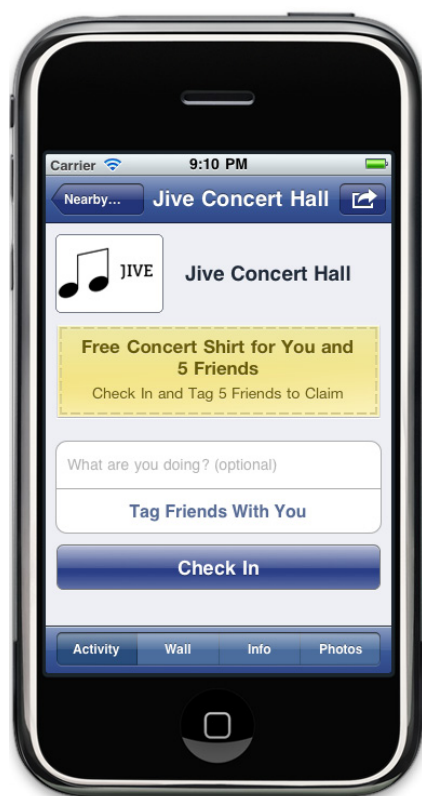 Carrier 9:10 PM
Nearby... Jive Concert Hall
JIVE
Jive Concert Hall
Free Concert Shirt for You and
5 Friends
Check In and Tag 5 Friends to Claim
What are you doing? (optional)
Tag Friends With You
Check In
Activity Wall Info Photos